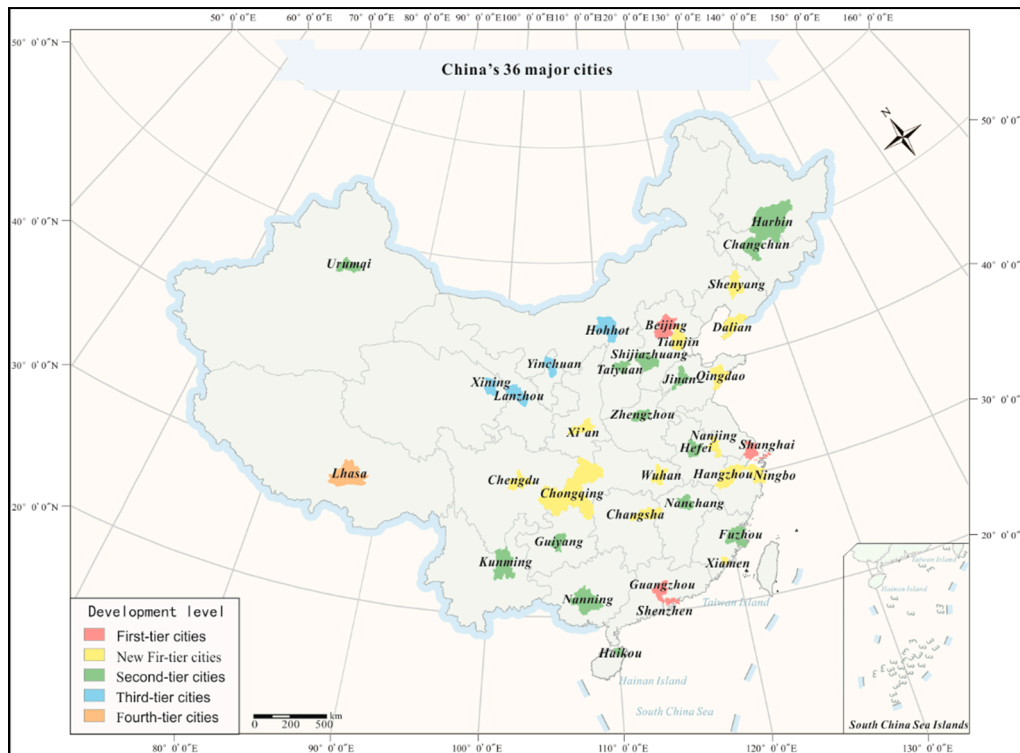 50° 0′0″N 60° 0′0″N 70° 0′0″N 80° 0′0″N 90° 0′0″N 100° 0′0″N 110° 0′0″N 120° 0′0″N 130° 0′0″N 140° 0′0″N 150° 0′0″N 160° 0′0″N
China's 36 major cities
N
50° 0′0″N
40° 0′0″N
30° 0′0″N
20° 0′0″N
50° 0′0″N
40° 0′0″N
30° 0′0″N
20° 0′0″N
Harbin
Changchun
Urumqi
Shenyang
Beijing
Dalian
Hohhot
Tianjin
Shijiazhuang
Yinchuan
Taiyuan
Jinan
Qingdao
Xining
Lanzhou
Zhengzhou
Xi'an
Nanjing
Hefei
Shanghai
Lhasa
Chengdu
Wuhan
Hangzhou
Ningbo
Chongqing
Nanchang
Changsha
Fuzhou
Guiyang
Kunming
Xiamen
Guangzhou
Nanning
Shenzhen
Taiwan Island
Haikou
Hainan Island
South China Sea
Taiwan Island
Hainan Island
South China Sea Islands
Development level
First-tier cities
New Fir-tier cities
Second-tier cities
Third-tier cities
Fourth-tier cities
0 200 500 km
80° 0′0″N 90° 0′0″N 100° 0′0″N 110° 0′0″N 120° 0′0″N 130° 0′0″N